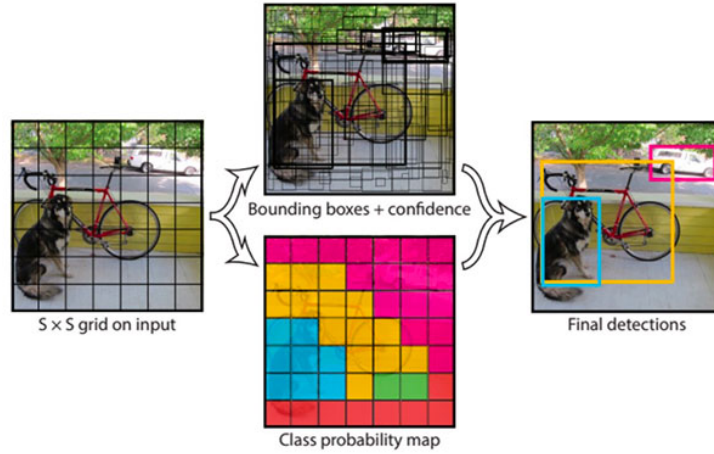 Bounding boxes + confidence
S × S grid on input
Final detections
Class probability map